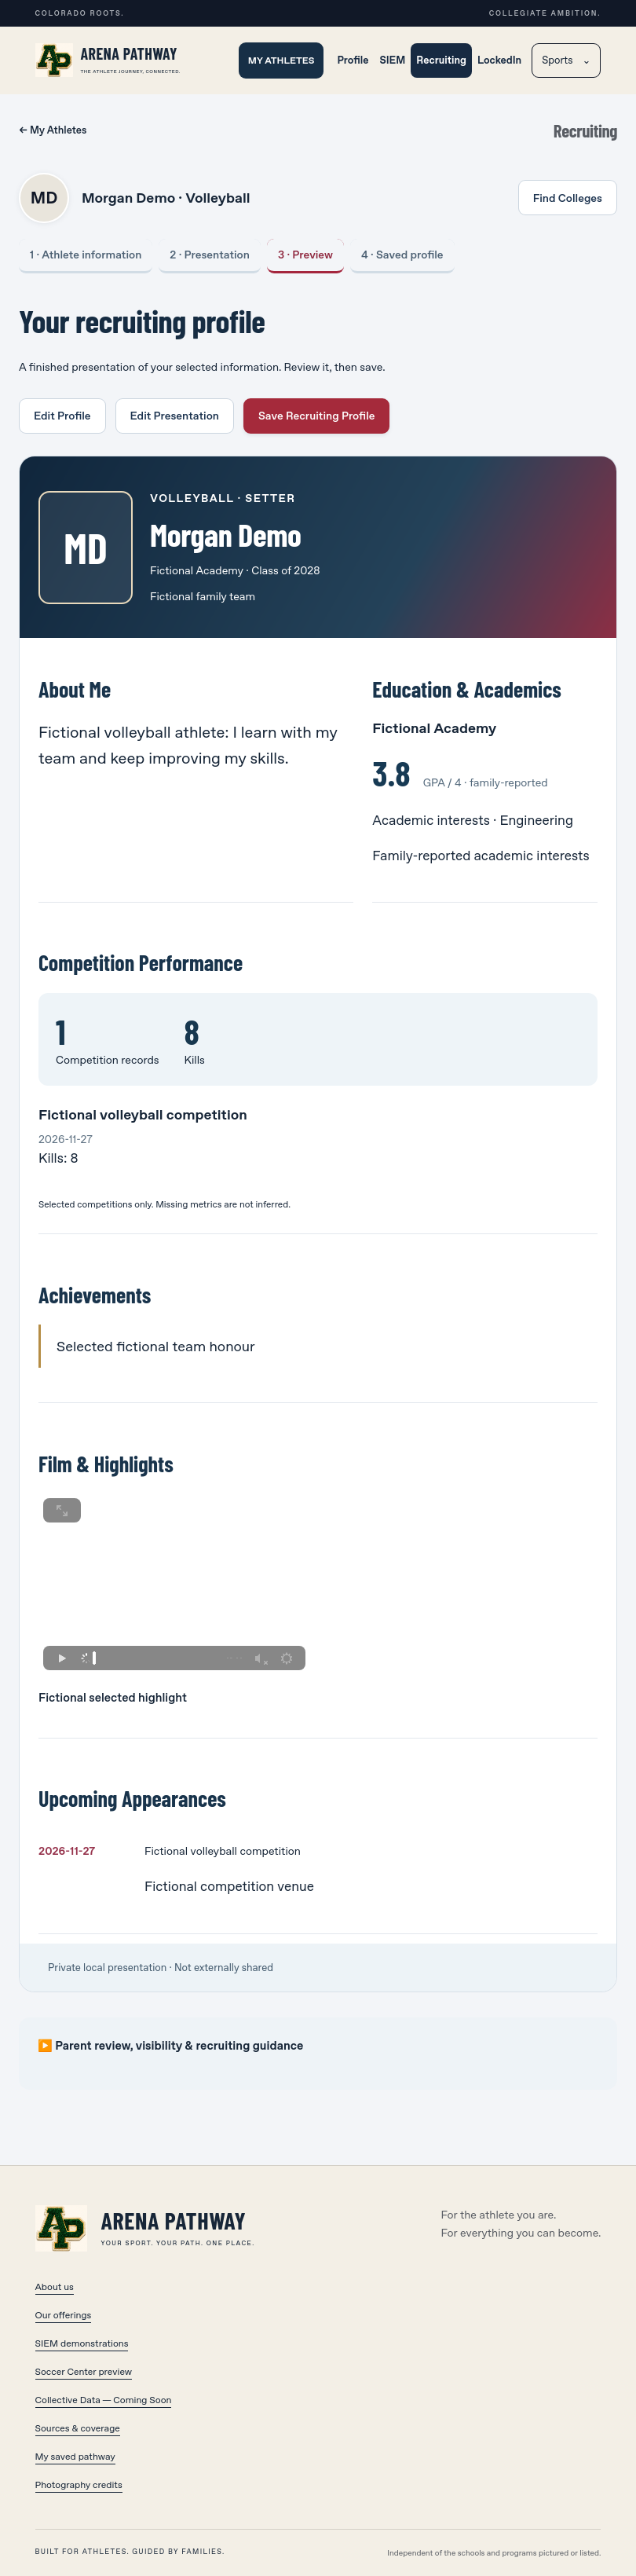 COLORADO ROOTS.
COLLEGIATE AMBITION.
AP
ARENA PATHWAY
THE ATHLETE JOURNEY, CONNECTED.
MY ATHLETES
Profile
SIEM
Recruiting
LockedIn
Sports
← My Athletes
Recruiting
MD
Morgan Demo · Volleyball
Find Colleges
1 · Athlete information
2 · Presentation
3 · Preview
4 · Saved profile
Your recruiting profile
A finished presentation of your selected information. Review it, then save.
Edit Profile
Edit Presentation
Save Recruiting Profile
MD
VOLLEYBALL · SETTER
Morgan Demo
Fictional Academy · Class of 2028
Fictional family team
About Me
Fictional volleyball athlete: I learn with my
team and keep improving my skills.
Education & Academics
Fictional Academy
3.8 GPA / 4 · family-reported
Academic interests · Engineering
Family-reported academic interests
Competition Performance
1
Competition records
8
Kills
Fictional volleyball competition
2026-11-27
Kills: 8
Selected competitions only. Missing metrics are not inferred.
Achievements
Selected fictional team honour
Film & Highlights
Fictional selected highlight
Upcoming Appearances
2026-11-27
Fictional volleyball competition
Fictional competition venue
Private local presentation · Not externally shared
▶️ Parent review, visibility & recruiting guidance
AP
ARENA PATHWAY
YOUR SPORT. YOUR PATH. ONE PLACE.
For the athlete you are.
For everything you can become.
About us
Our offerings
SIEM demonstrations
Soccer Center preview
Collective Data — Coming Soon
Sources & coverage
My saved pathway
Photography credits
BUILT FOR ATHLETES. GUIDED BY FAMILIES.
Independent of the schools and programs pictured or listed.